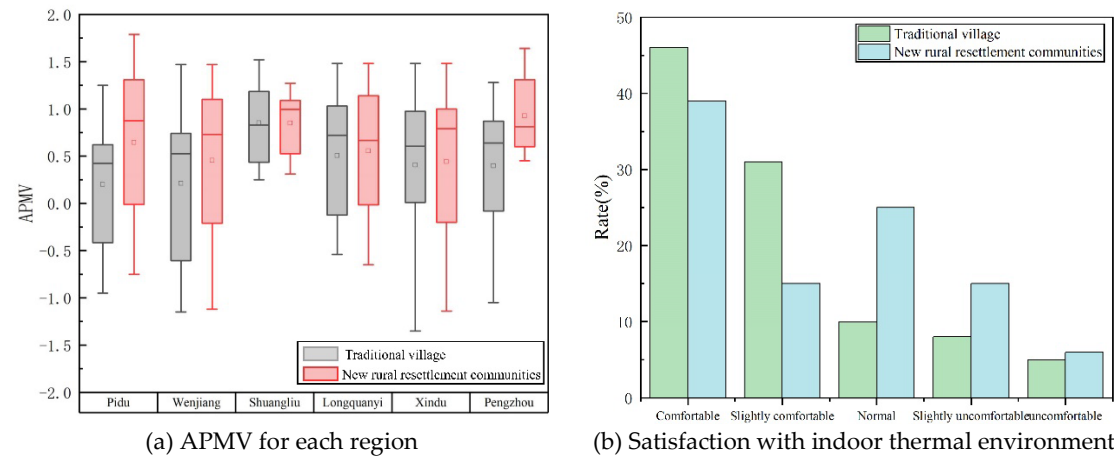 2.0
1.5
1.0
0.5
0.0
-0.5
-1.0
-1.5
-2.0
APMV
Traditional village
New rural resettlement communities
Pidu Wenjiang Shuangliu Longquanyi Xindu Pengzhou
(a) APMV for each region
50
40
30
20
10
0
Rate(%)
Traditional village
New rural resettlement communities
Comfortable Slightly comfortable Normal Slightly uncomfortable uncomfortable
(b) Satisfaction with indoor thermal environment